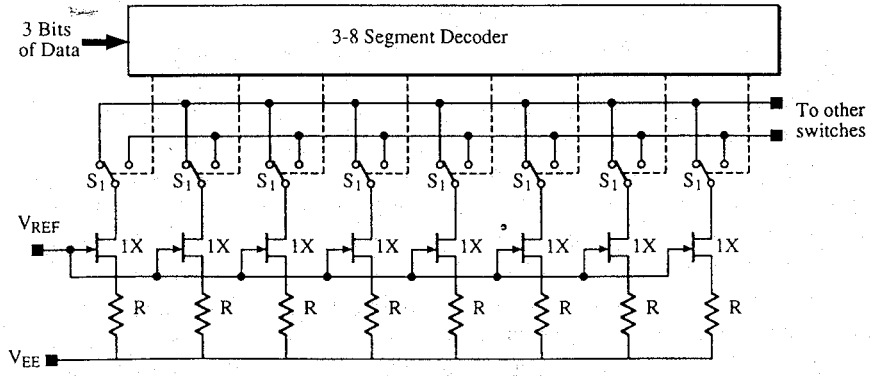 3 Bits
of Data
3-8 Segment Decoder
To other
switches
S1 S1 S1 S1 S1 S1 S1 S1
VREF
1X 1X 1X 1X 1X 1X 1X 1X
R R R R R R R R
VEE